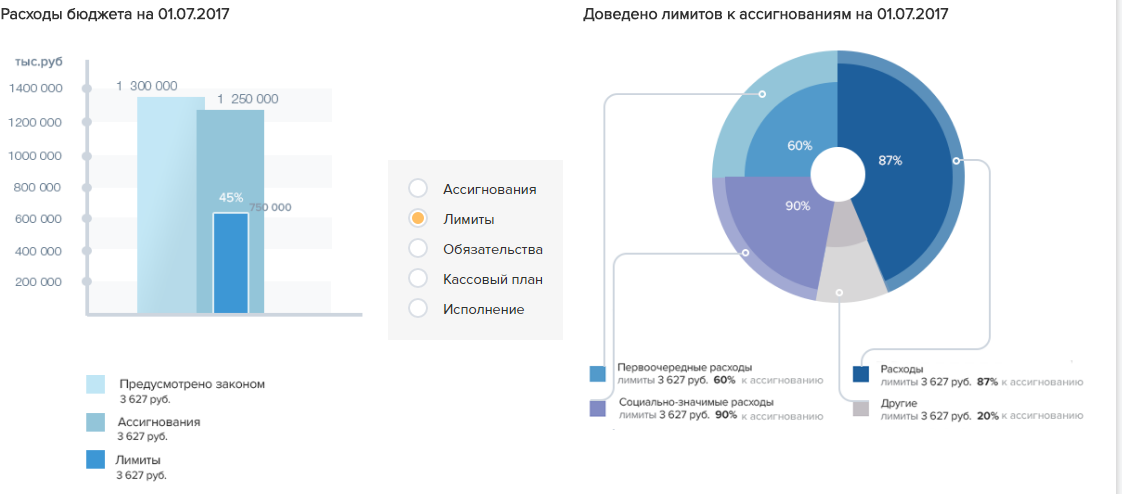 Расходы бюджета на 01.07.2017
тыс.руб
1400 000
1200 000
1000 000
800 000
600 000
400 000
200 000
1 300 000
1 250 000
45%
750 000
Предусмотрено законом
3 627 руб.
Ассигнования
3 627 руб.
Лимиты
3 627 руб.
Ассигнования
Лимиты
Обязательства
Кассовый план
Исполнение
Доведено лимитов к ассигнованиям на 01.07.2017
60%
87%
90%
Первоочередные расходы
лимиты 3 627 руб. 60% к ассигнованию
Социально-значимые расходы
лимиты 3 627 руб. 90% к ассигнованию
Расходы
лимиты 3 627 руб. 87% к ассигнованию
Другие
лимиты 3 627 руб. 20% к ассигнованию